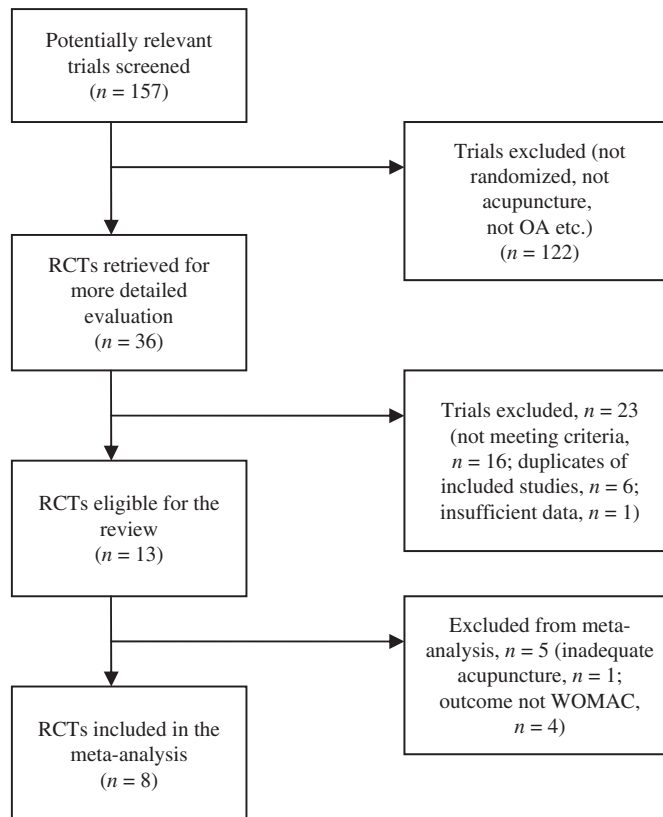 Potentially relevant
trials screened
(n = 157)
Trials excluded (not
randomized, not
acupuncture,
not OA etc.)
(n = 122)
RCTs retrieved for
more detailed
evaluation
(n = 36)
Trials excluded, n = 23
(not meeting criteria,
n = 16; duplicates of
included studies, n = 6;
insufficient data, n = 1)
RCTs eligible for the
review
(n = 13)
Excluded from meta-
analysis, n = 5 (inadequate
acupuncture, n = 1;
outcome not WOMAC,
n = 4)
RCTs included in the
meta-analysis
(n = 8)